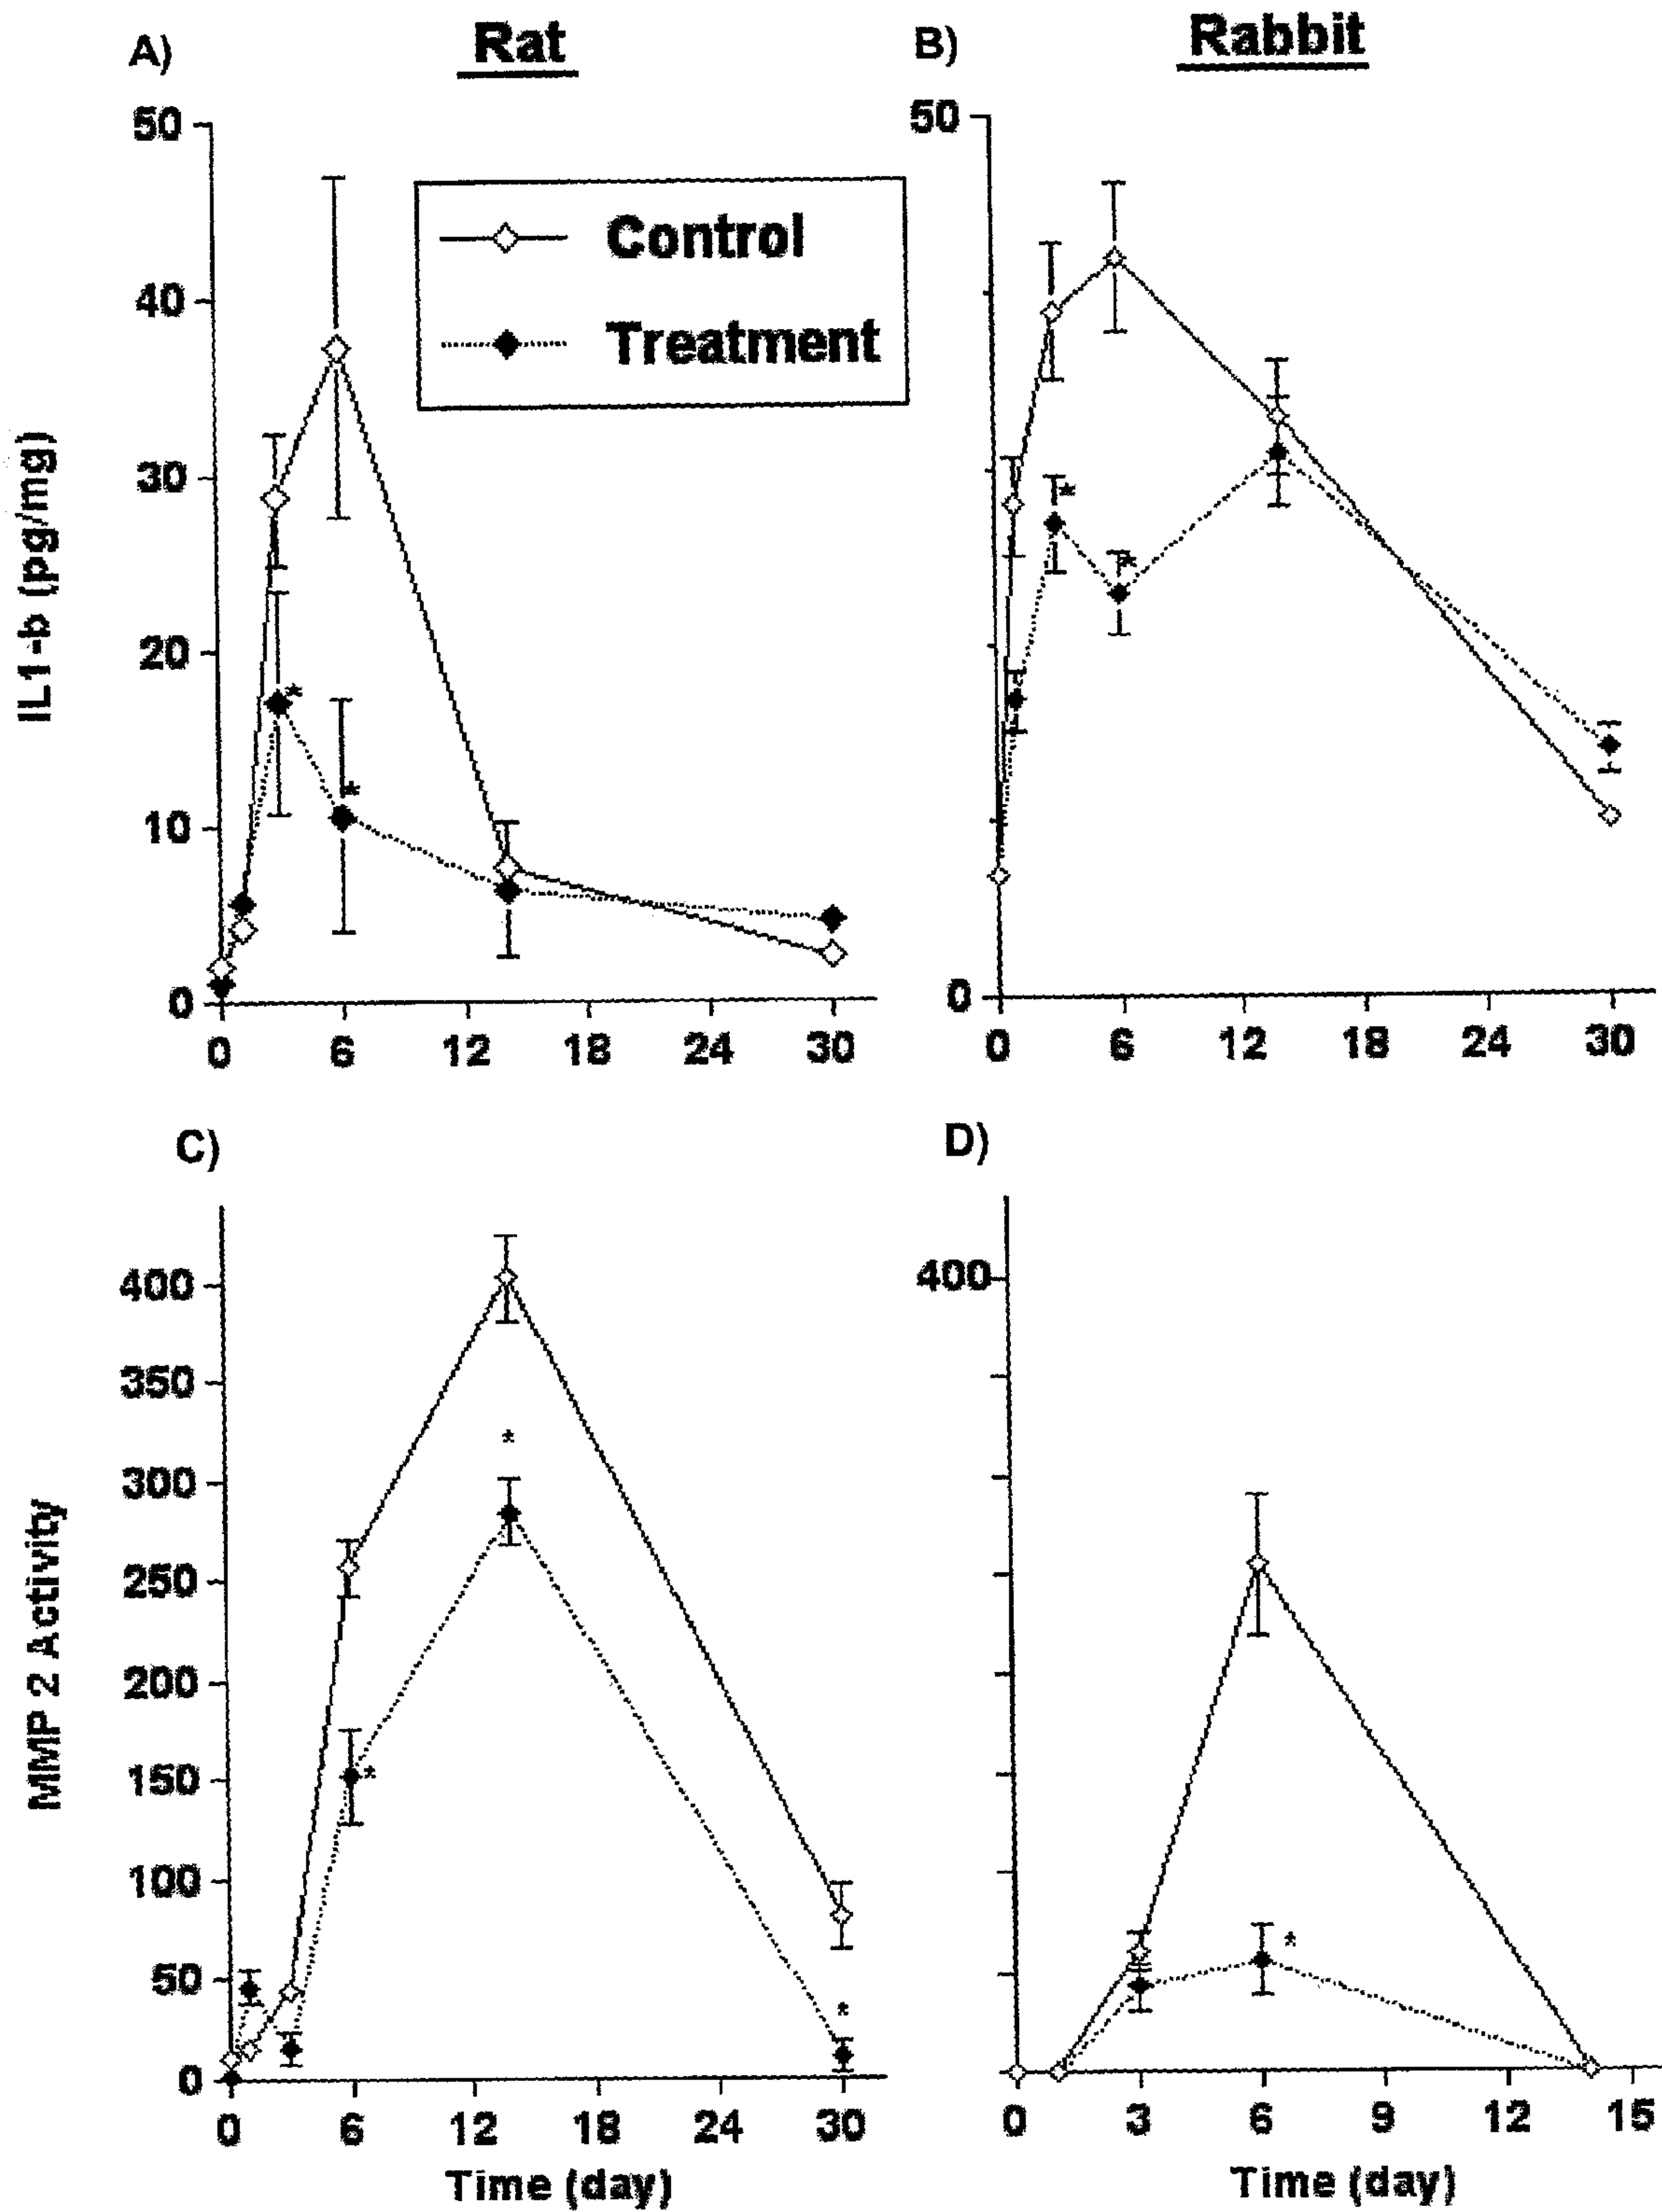 A)
Rat
B)
Rabbit
50
40
30
20
10
0
IL1-b (pg/mg)
Control
Treatment
*
*
0 6 12 18 24 30
50
0
*
*
0 6 12 18 24 30
C)
D)
400
350
300
250
200
150
100
50
0
MMP 2 Activity
*
*
*
0 6 12 18 24 30
Time (day)
400
*
0 3 6 9 12 15
Time (day)